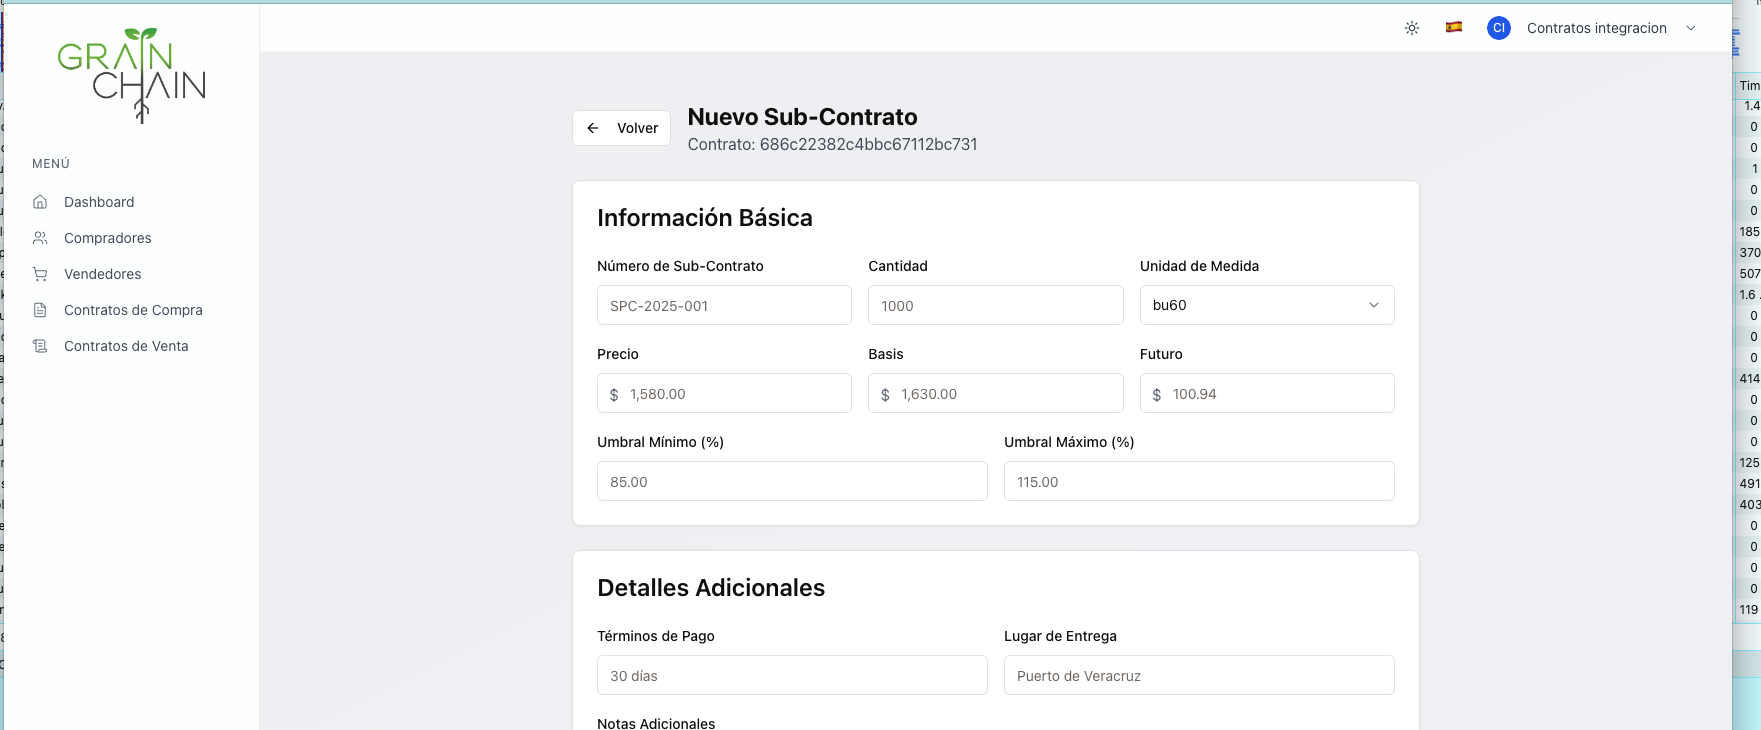 GRAIN
CHAIN
MENÚ
Dashboard
Compradores
Vendedores
Contratos de Compra
Contratos de Venta
CI
Contratos integracion
Volver
Nuevo Sub-Contrato
Contrato: 686c22382c4bbc67112bc731
Información Básica
Número de Sub-Contrato
Cantidad
Unidad de Medida
SPC-2025-001
1000
bu60
Precio
Basis
Futuro
$ 1,580.00
$ 1,630.00
$ 100.94
Umbral Mínimo (%)
Umbral Máximo (%)
85.00
115.00
Detalles Adicionales
Términos de Pago
Lugar de Entrega
30 días
Puerto de Veracruz
Notas Adicionales
Tim
1.4
0
0
1
0
0
185
370
507
1.6
0
0
0
414
0
0
0
125
491
403
0
0
0
0
119